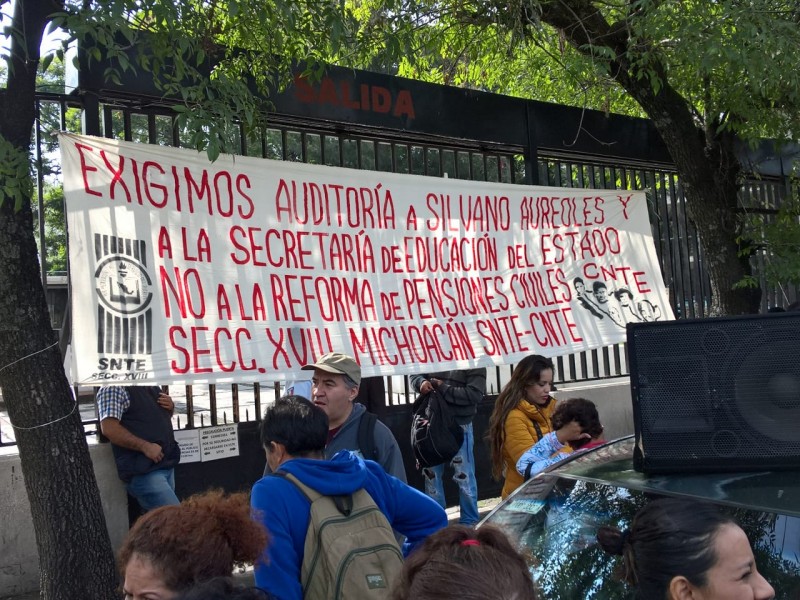 SALIDA
EXIGIMOS AUDITORÍA A SILVANO AUREOLES Y
A LA SECRETARÍA DE EDUCACIÓN DEL ESTADO
NO A LA REFORMA DE PENSIONES CIVILES
SECC. XVIII MICHOACÁN SNTE-CNTE
CNTE
SNTE
SECC. XVIII